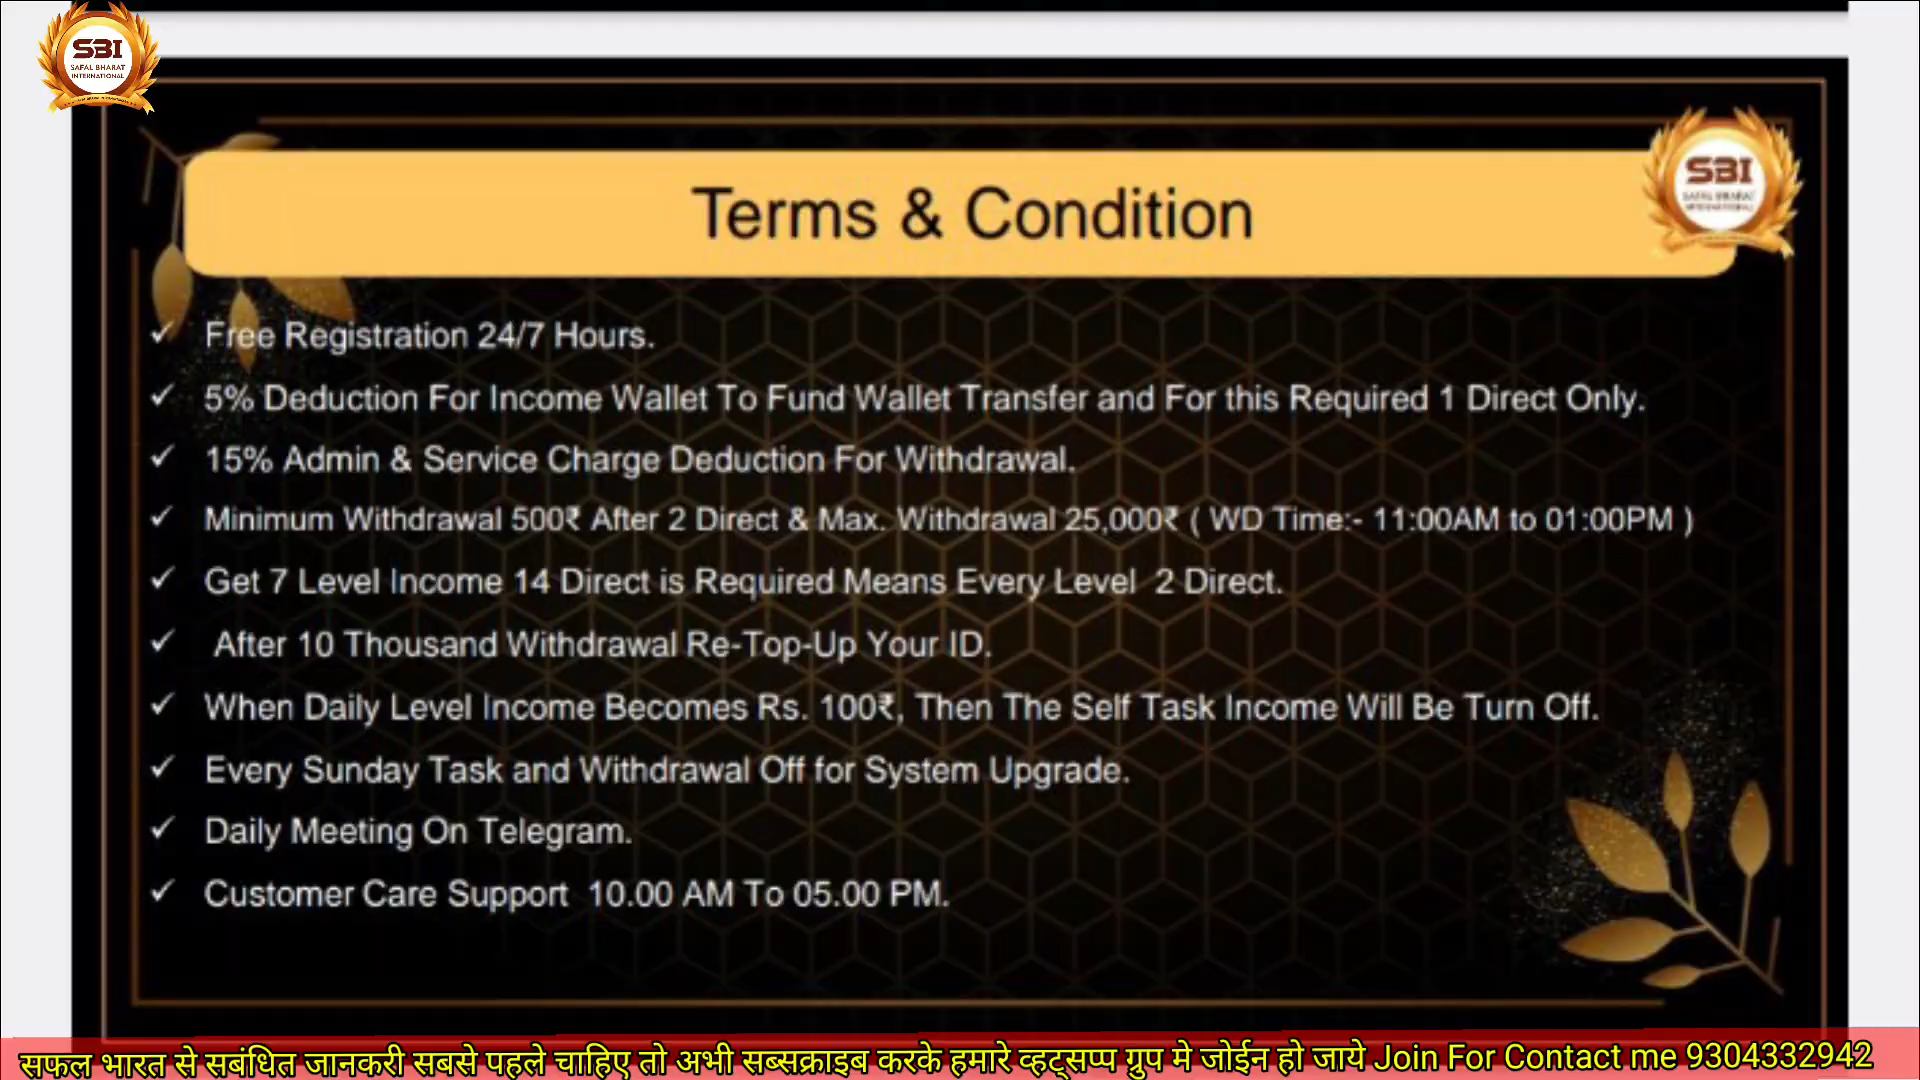 SBI
SAFAL BHARAT
INTERNATIONAL
SBI
Terms & Condition
✓ Free Registration 24/7 Hours.
✓ 5% Deduction For Income Wallet To Fund Wallet Transfer and For this Required 1 Direct Only.
✓ 15% Admin & Service Charge Deduction For Withdrawal.
✓ Minimum Withdrawal 500₹ After 2 Direct & Max. Withdrawal 25,000₹ ( WD Time:- 11:00AM to 01:00PM )
✓ Get 7 Level Income 14 Direct is Required Means Every Level 2 Direct.
✓ After 10 Thousand Withdrawal Re-Top-Up Your ID.
✓ When Daily Level Income Becomes Rs. 100₹, Then The Self Task Income Will Be Turn Off.
✓ Every Sunday Task and Withdrawal Off for System Upgrade.
✓ Daily Meeting On Telegram.
✓ Customer Care Support 10.00 AM To 05.00 PM.
सफल भारत से सबंधित जानकरी सबसे पहले चाहिए तो अभी सब्सक्राइब करके हमारे व्हट्सप्प ग्रुप मे जोईन हो जाये Join For Contact me 9304332942